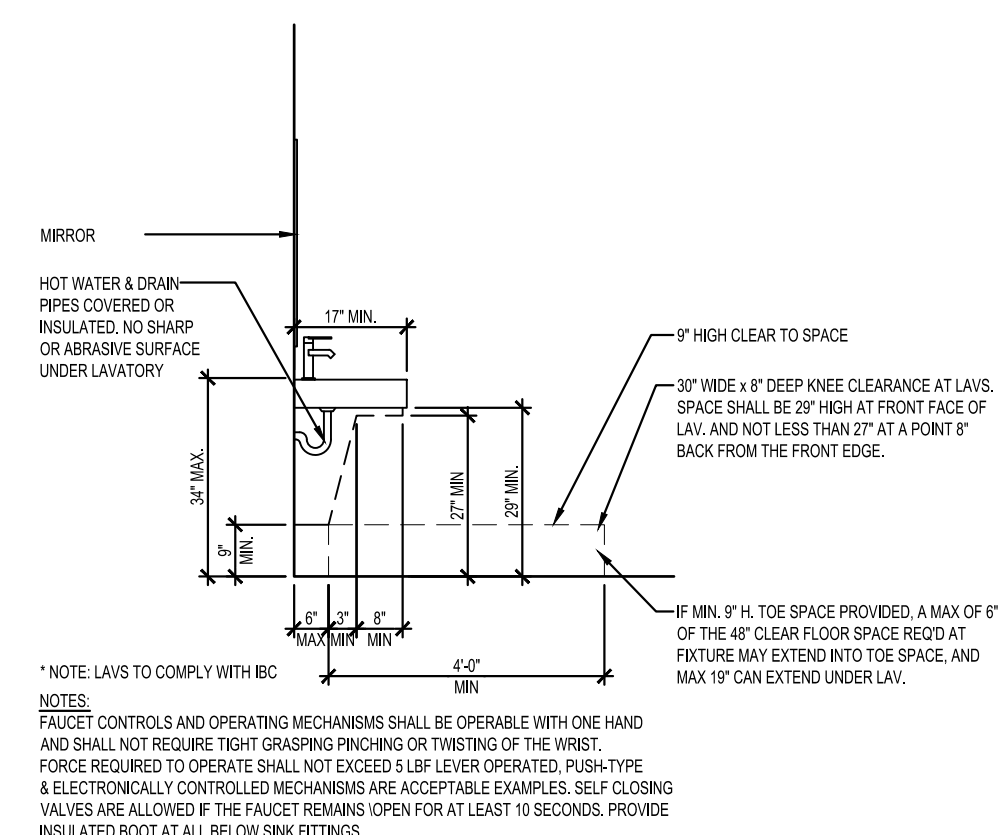 MIRROR
HOT WATER & DRAIN
PIPES COVERED OR
INSULATED. NO SHARP
OR ABRASIVE SURFACE
UNDER LAVATORY
17" MIN.
9" HIGH CLEAR TO SPACE
30" WIDE x 8" DEEP KNEE CLEARANCE AT LAVS.
SPACE SHALL BE 29" HIGH AT FRONT FACE OF
LAV. AND NOT LESS THAN 27" AT A POINT 8"
BACK FROM THE FRONT EDGE.
34" MAX.
9"
MIN.
27" MIN
29" MIN.
IF MIN. 9" H. TOE SPACE PROVIDED, A MAX OF 6"
OF THE 48" CLEAR FLOOR SPACE REQ'D AT
FIXTURE MAY EXTEND INTO TOE SPACE, AND
MAX 19" CAN EXTEND UNDER LAV.
6" 3" 8"
MAX MIN MIN
4'-0"
MIN
* NOTE: LAVS TO COMPLY WITH IBC
NOTES:
FAUCET CONTROLS AND OPERATING MECHANISMS SHALL BE OPERABLE WITH ONE HAND
AND SHALL NOT REQUIRE TIGHT GRASPING PINCHING OR TWISTING OF THE WRIST.
FORCE REQUIRED TO OPERATE SHALL NOT EXCEED 5 LBF LEVER OPERATED, PUSH-TYPE
& ELECTRONICALLY CONTROLLED MECHANISMS ARE ACCEPTABLE EXAMPLES. SELF CLOSING
VALVES ARE ALLOWED IF THE FAUCET REMAINS \OPEN FOR AT LEAST 10 SECONDS. PROVIDE
INSULATED BOOT AT ALL BELOW SINK FITTINGS